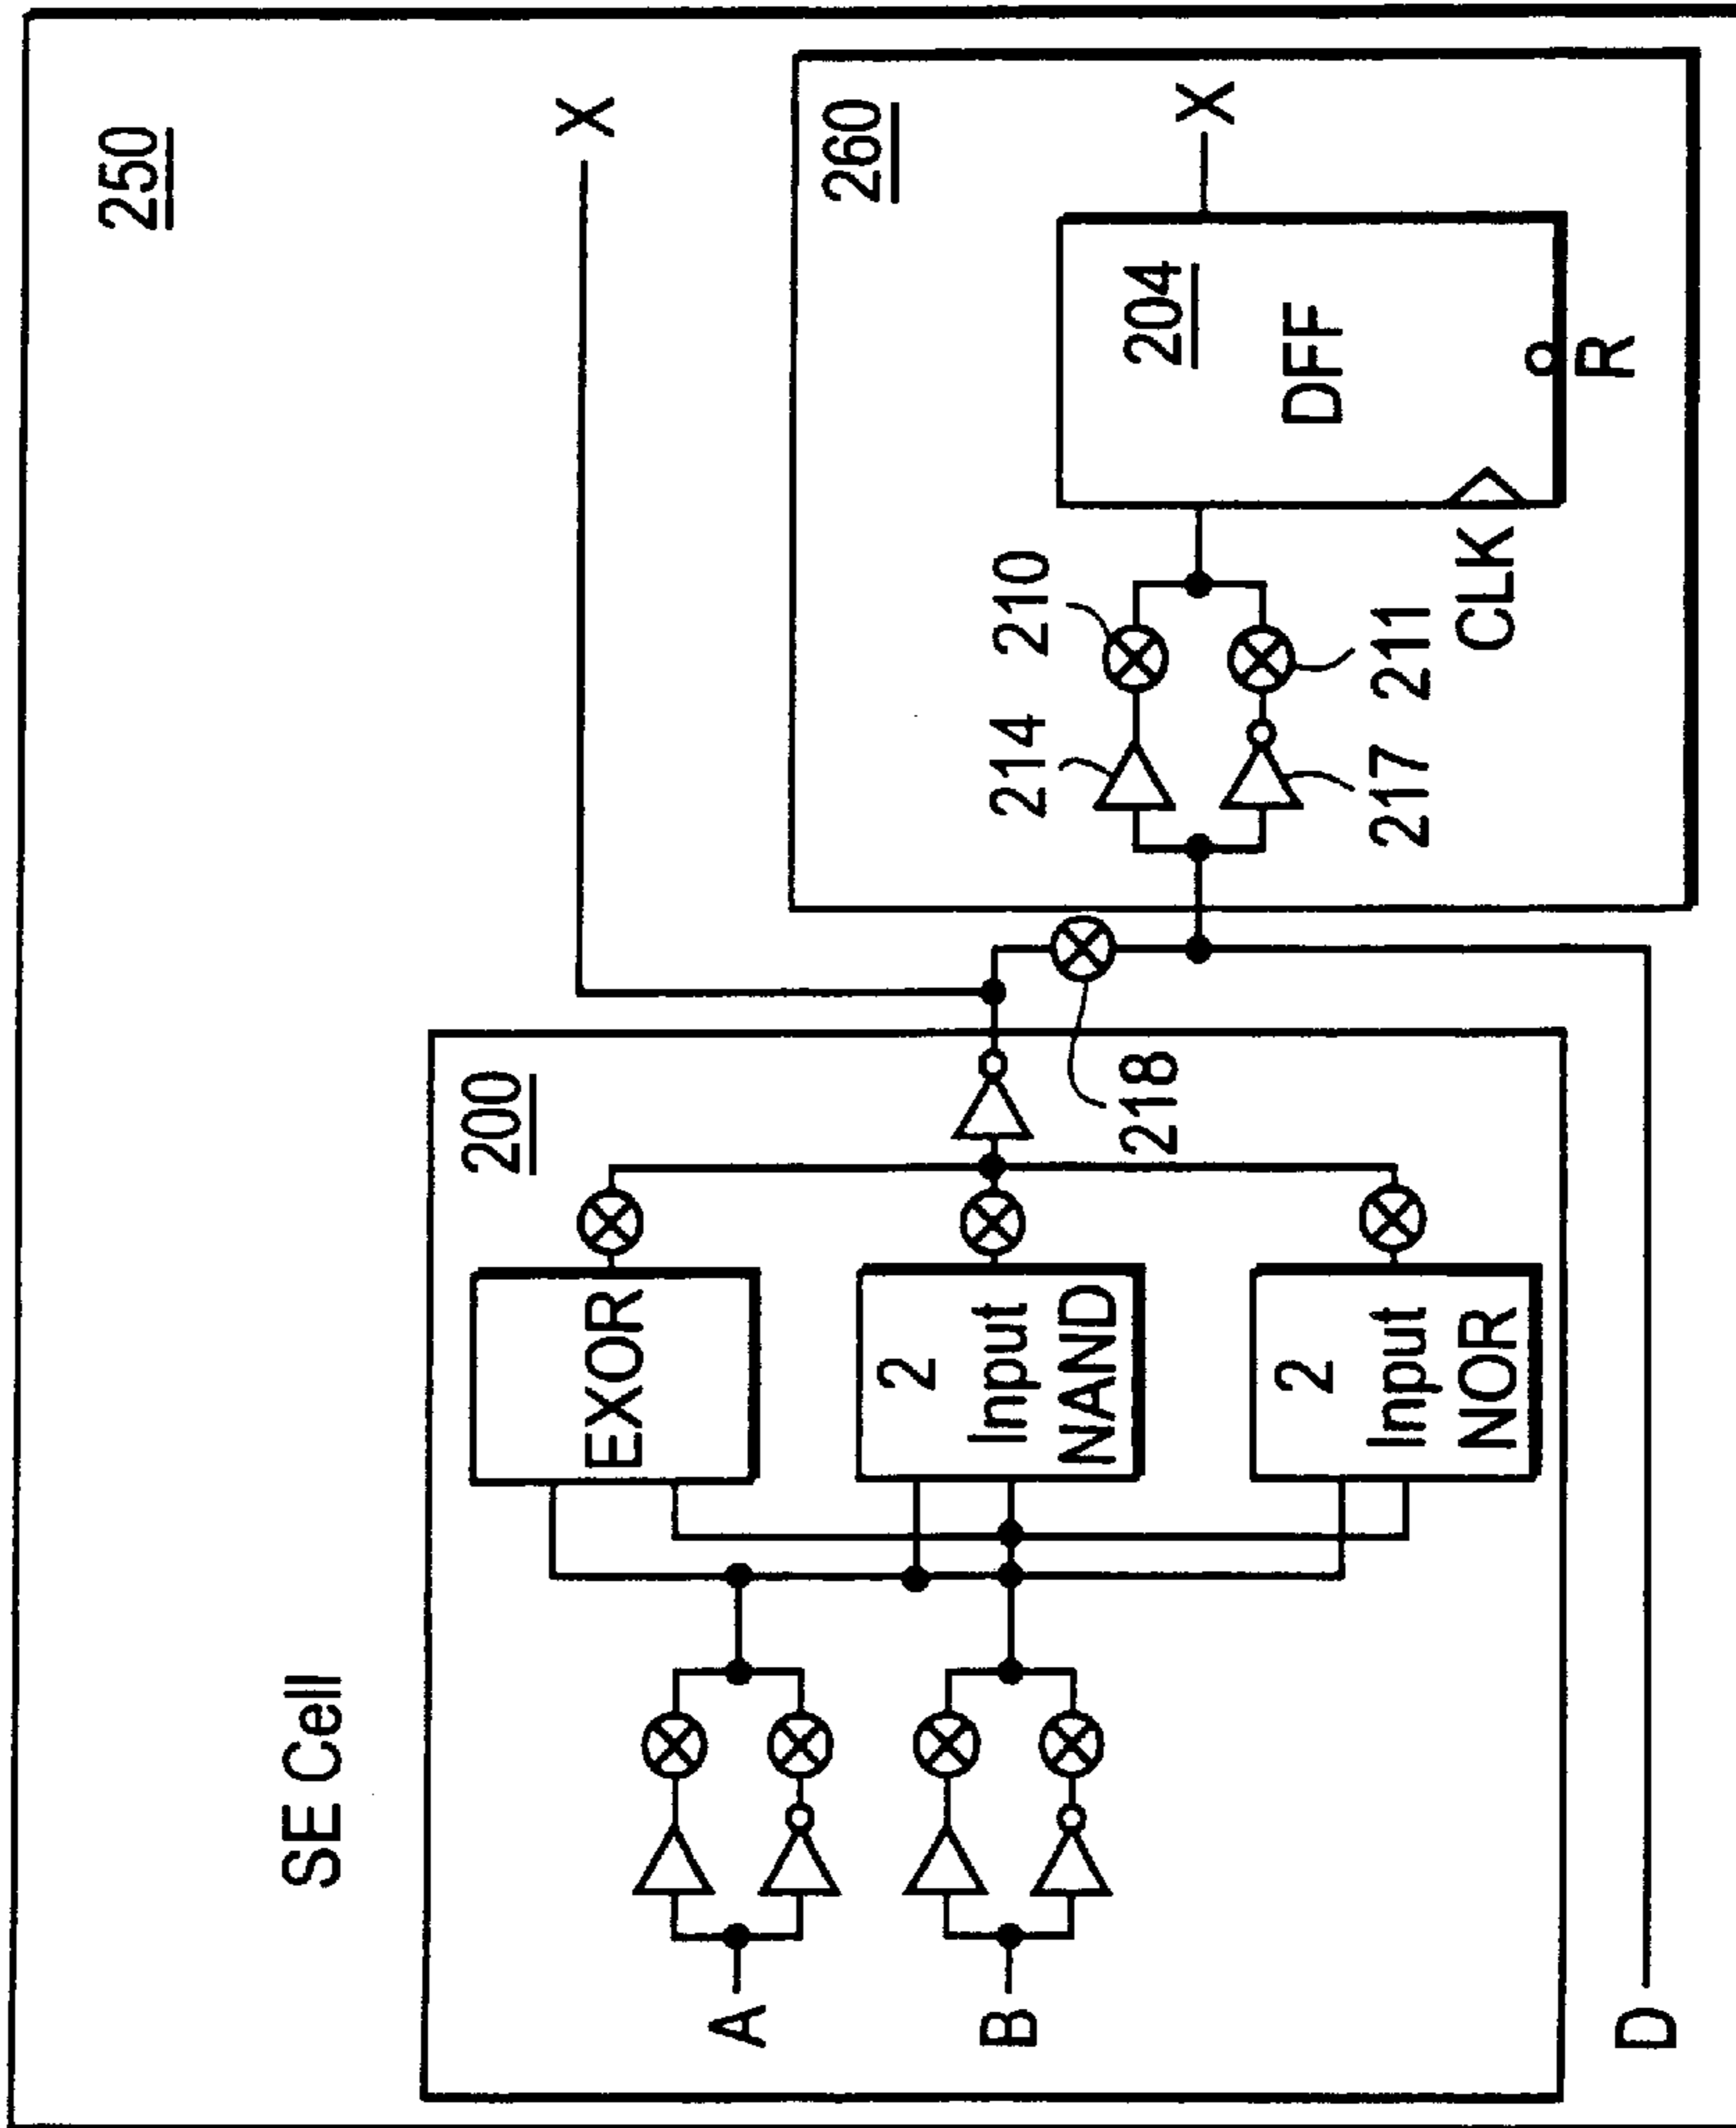 250
SE Cell
200
A
B
D
EXOR
2
Input
NAND
2
Input
NOR
218
X
260
214
210
217
211
CLK
204
DFF
R
X